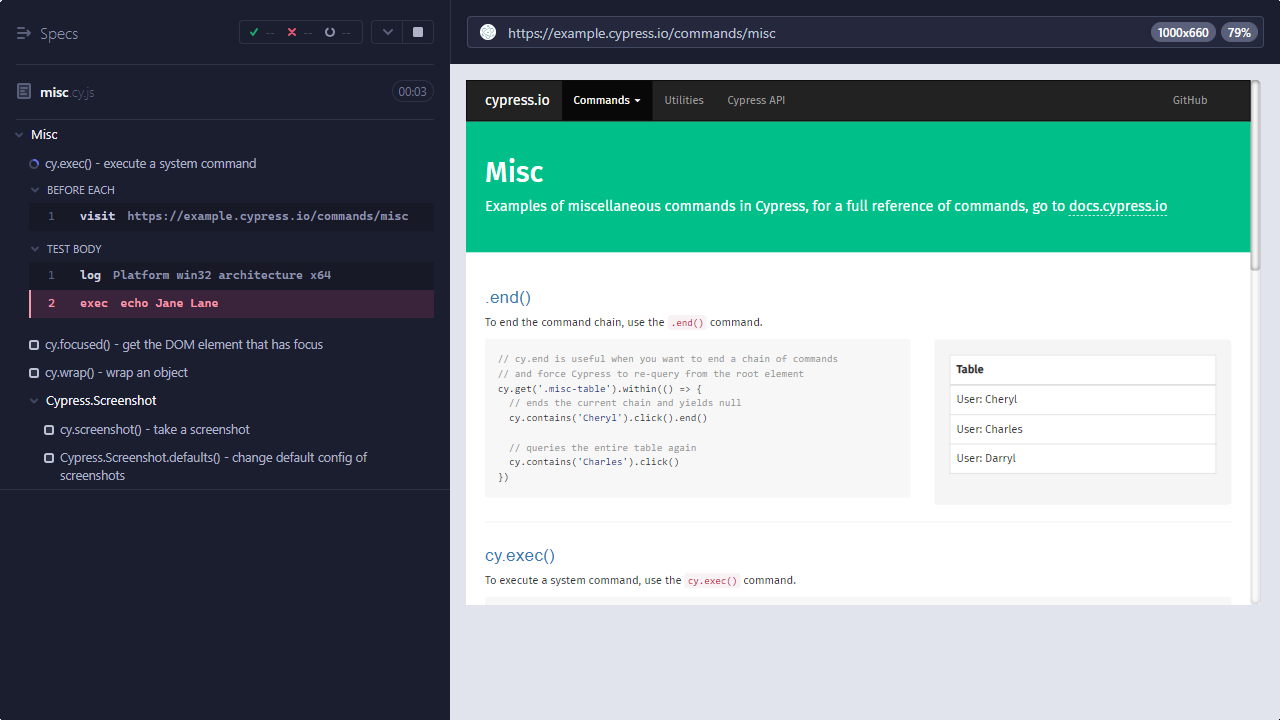 Specs
--
--
--
misc.cy.js
00:03
Misc
cy.exec() - execute a system command
BEFORE EACH
1 visit https://example.cypress.io/commands/misc
TEST BODY
1 log Platform win32 architecture x64
2 exec echo Jane Lane
cy.focused() - get the DOM element that has focus
cy.wrap() - wrap an object
Cypress.Screenshot
cy.screenshot() - take a screenshot
Cypress.Screenshot.defaults() - change default config of
screenshots
https://example.cypress.io/commands/misc
1000x660
79%
cypress.io
Commands
Utilities
Cypress API
GitHub
Misc
Examples of miscellaneous commands in Cypress, for a full reference of commands, go to docs.cypress.io
.end()
To end the command chain, use the .end() command.
// cy.end is useful when you want to end a chain of commands
// and force Cypress to re-query from the root element
cy.get('.misc-table').within(() => {
// ends the current chain and yields null
cy.contains('Cheryl').click().end()
// queries the entire table again
cy.contains('Charles').click()
})
Table
User: Cheryl
User: Charles
User: Darryl
cy.exec()
To execute a system command, use the cy.exec() command.